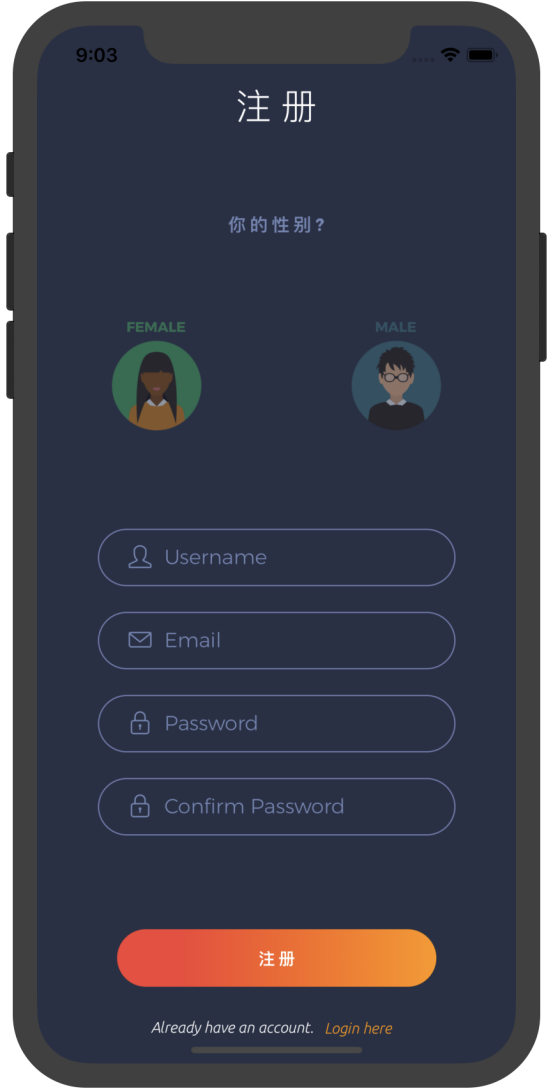 9:03
注册
你的性别?
FEMALE MALE
Username
Email
Password
Confirm Password
注册
Already have an account. Login here